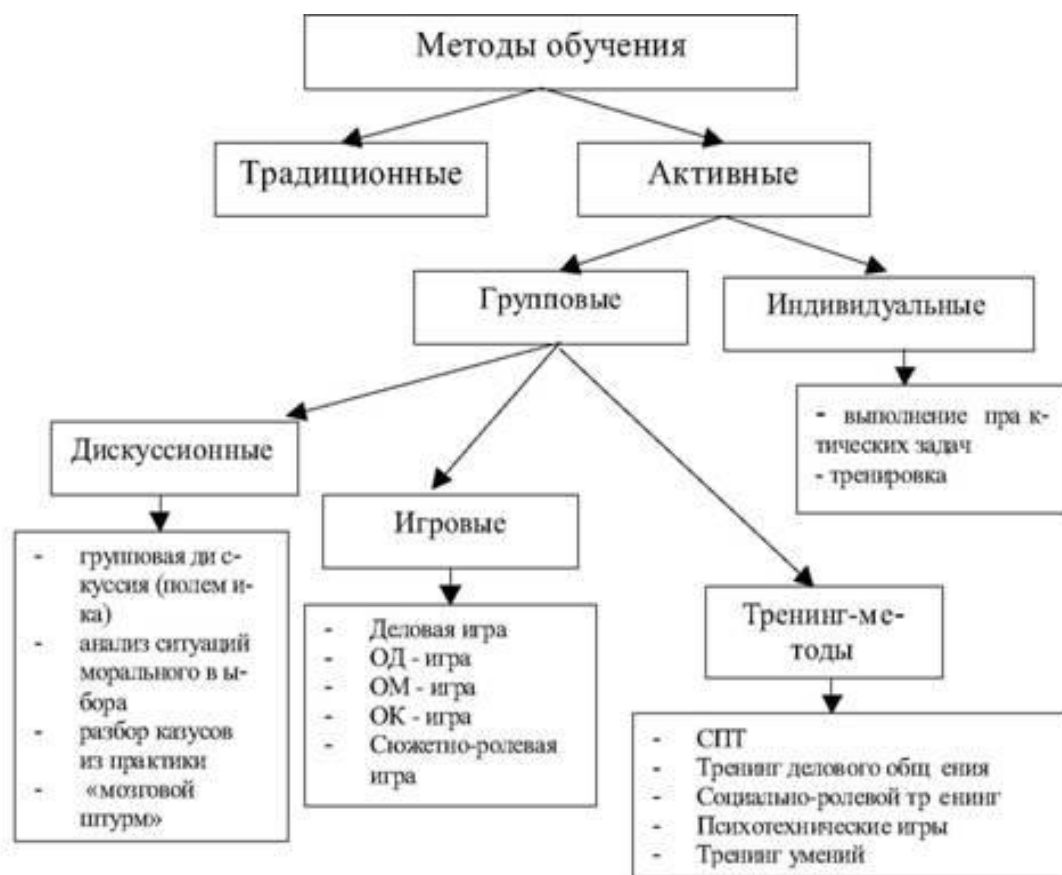 Методы обучения
Традиционные
Активные
Групповые
Индивидуальные
- выполнение пра к-
тических задач
- тренировка
Дискуссионные
- групповая ди с-
куссия (полем и-
ка)
- анализ ситуаций
морального в ы-
бора
- разбор казусов
из практики
- «мозговой
штурм»
Игровые
- Деловая игра
- ОД - игра
- ОМ - игра
- ОК - игра
- Сюжетно-ролевая
игра
Тренинг-ме-
тоды
- СПТ
- Тренинг делового общ ения
- Социально-ролевой тр енинг
- Психотехнические игры
- Тренинг умений